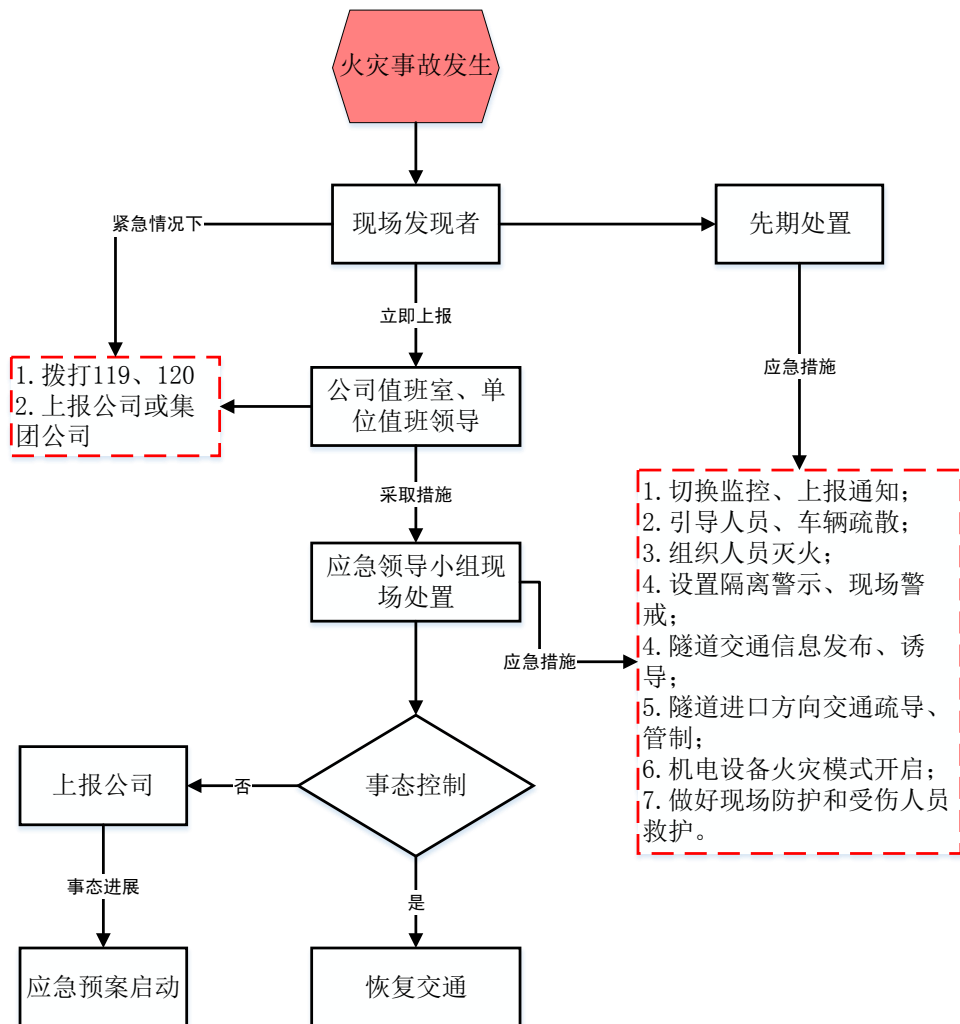 火灾事故发生
现场发现者
先期处置
紧急情况下
立即上报
应急措施
1.拨打119、120
2.上报公司或集
团公司
公司值班室、单
位值班领导
采取措施
应急领导小组现
场处置
应急措施
1.切换监控、上报通知；
2.引导人员、车辆疏散；
3.组织人员灭火；
4.设置隔离警示、现场警
戒；
4.隧道交通信息发布、诱
导；
5.隧道进口方向交通疏导、
管制；
6.机电设备火灾模式开启；
7.做好现场防护和受伤人员
救护。
上报公司
否
事态控制
事态进展
是
应急预案启动
恢复交通